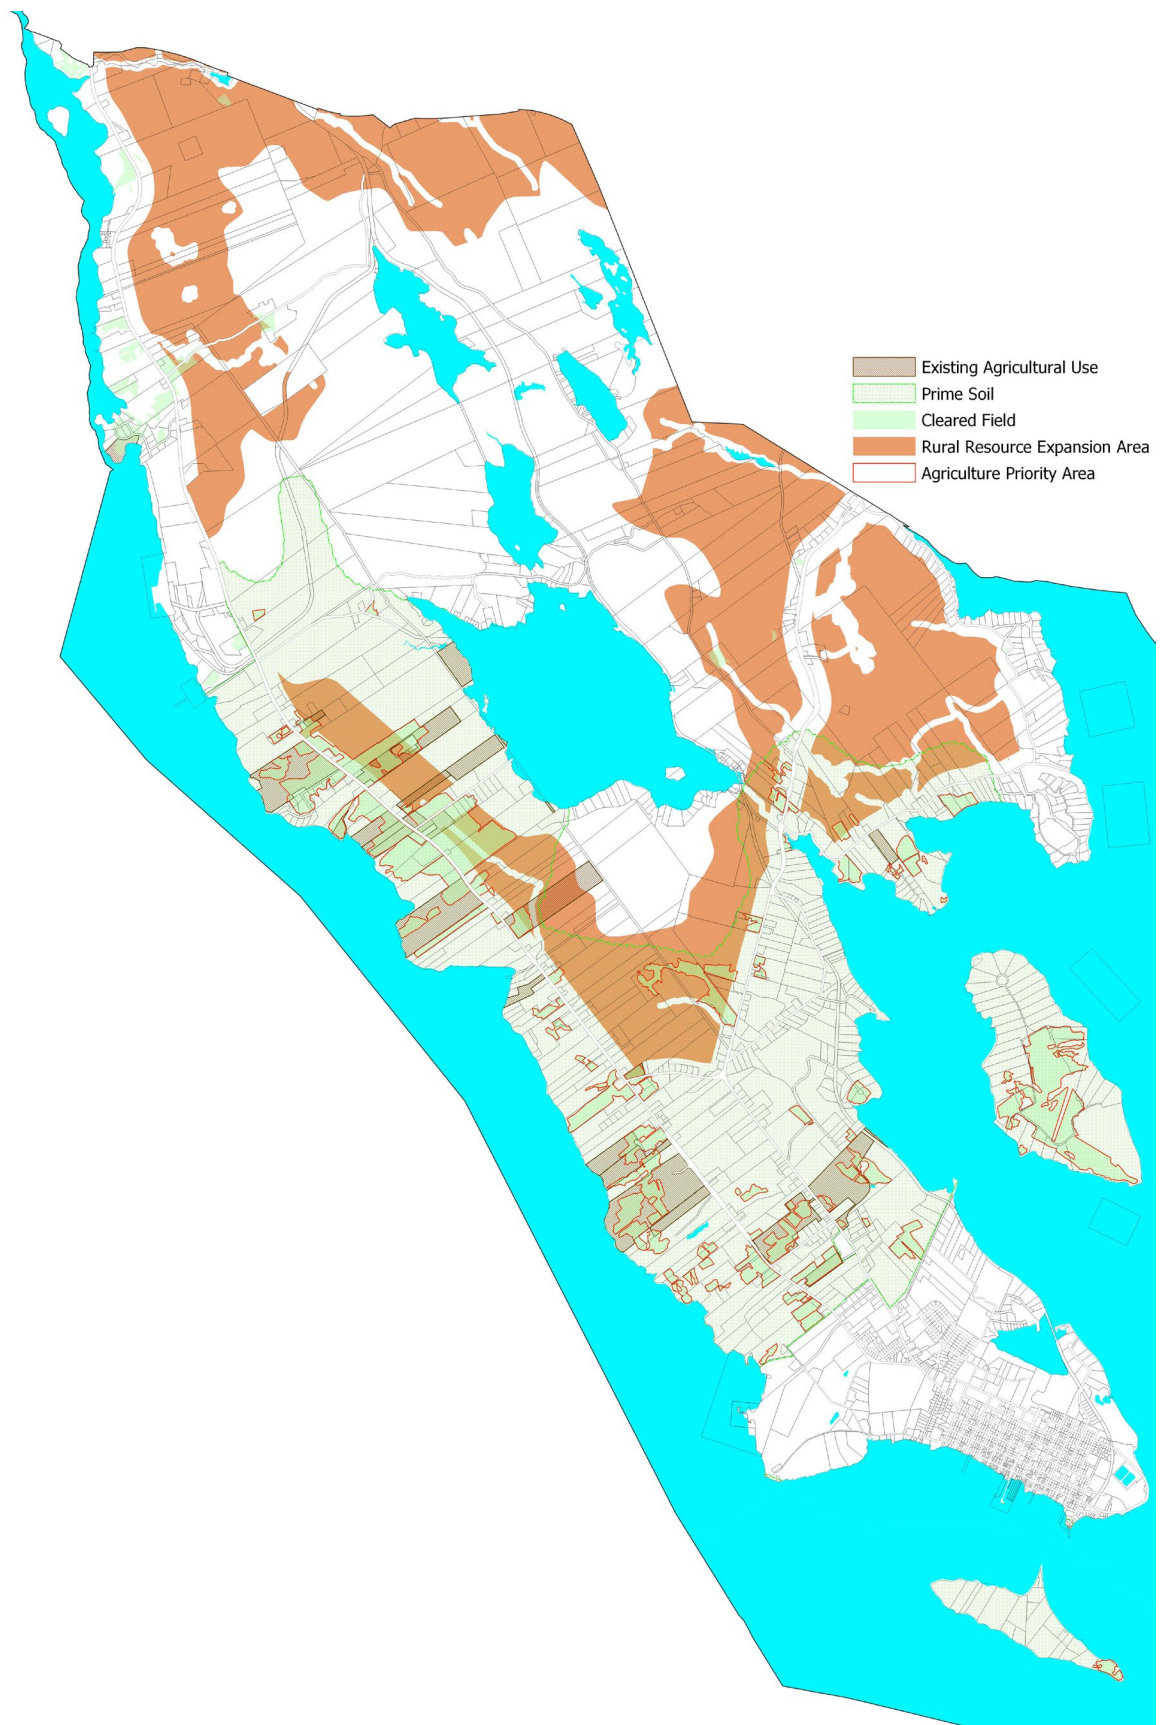 Existing Agricultural Use
Prime Soil
Cleared Field
Rural Resource Expansion Area
Agriculture Priority Area